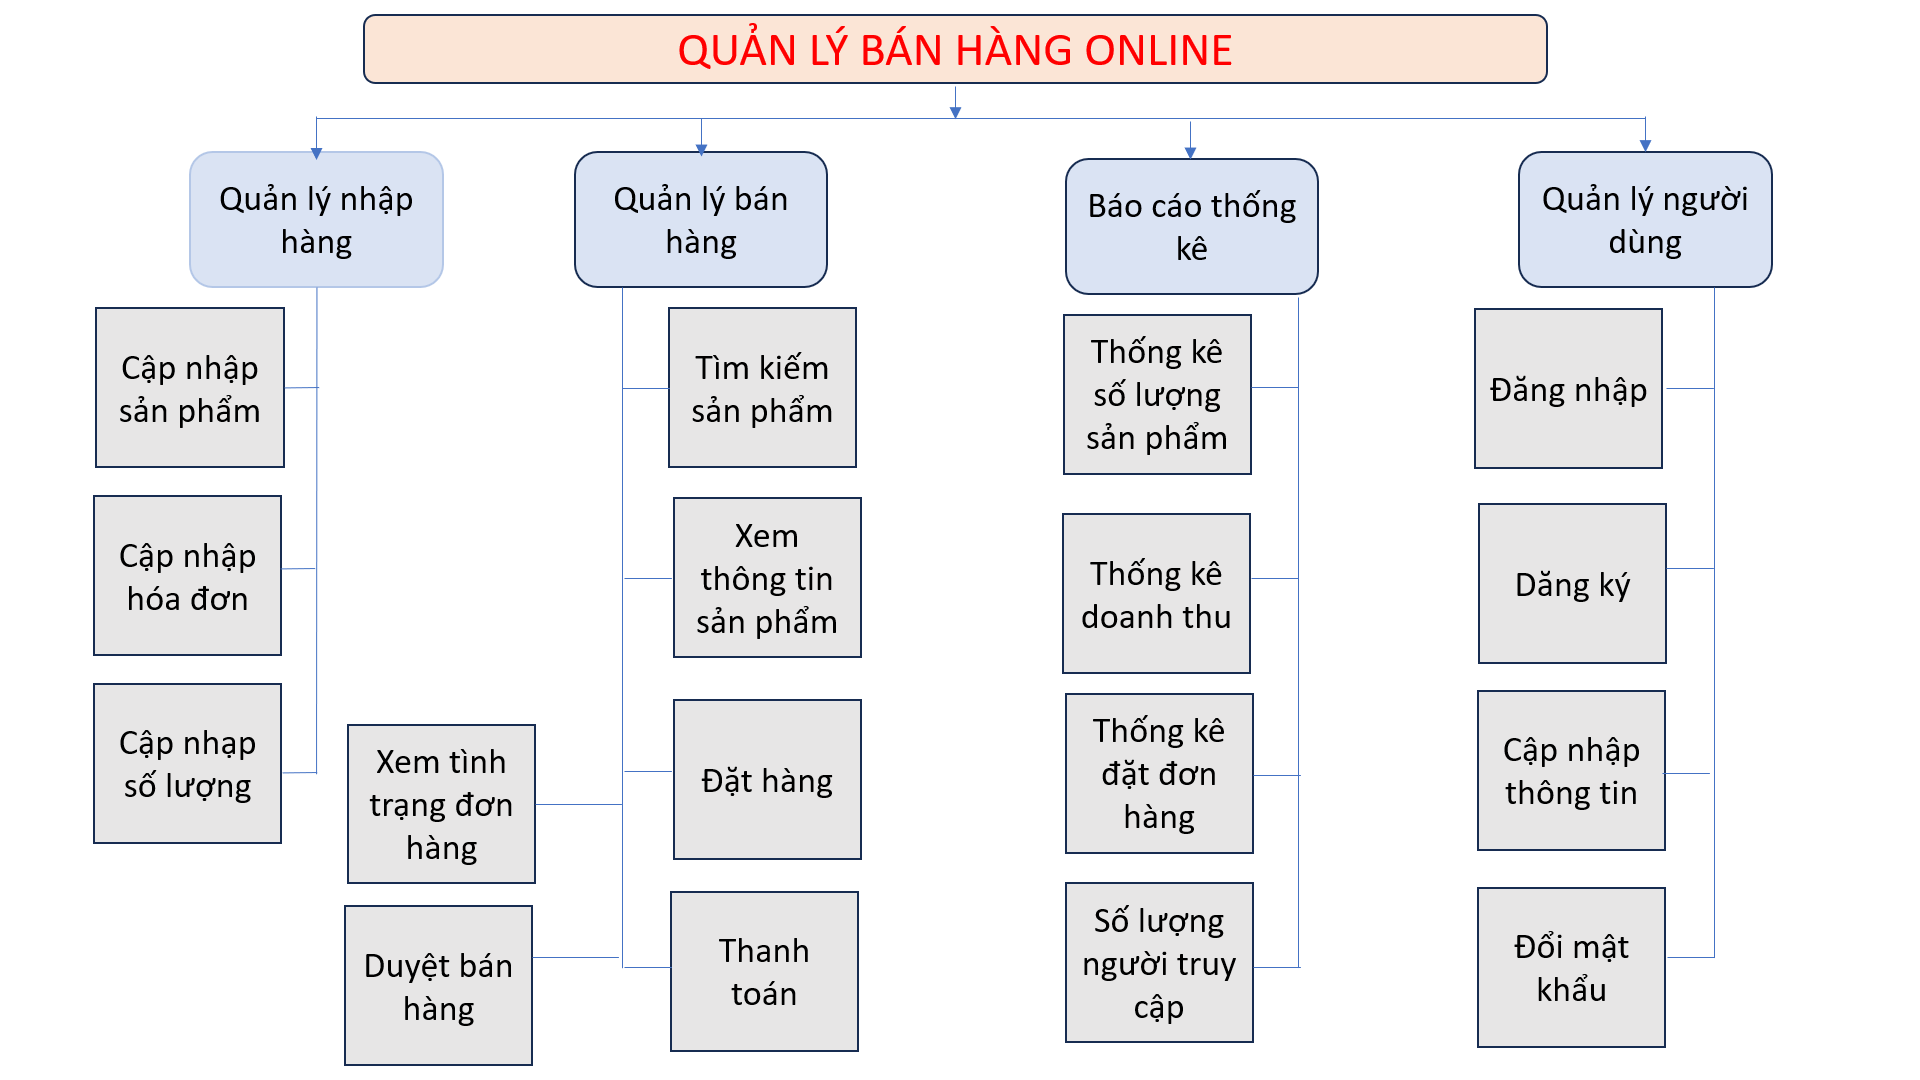 QUẢN LÝ BÁN HÀNG ONLINE
Quản lý nhập
hàng
Quản lý bán
hàng
Báo cáo thống
kê
Quản lý người
dùng
Cập nhập
sản phẩm
Cập nhập
hóa đơn
Cập nhạp
số lượng
Tìm kiếm
sản phẩm
Xem
thông tin
sản phẩm
Đặt hàng
Thanh
toán
Xem tình
trạng đơn
hàng
Duyệt bán
hàng
Thống kê
số lượng
sản phẩm
Thống kê
doanh thu
Thống kê
đặt đơn
hàng
Số lượng
người truy
cập
Đăng nhập
Dăng ký
Cập nhập
thông tin
Đổi mật
khẩu